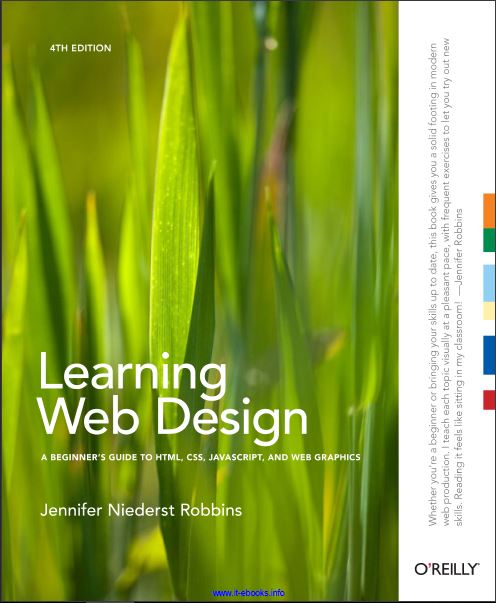 4TH EDITION
Learning
Web Design
A BEGINNER'S GUIDE TO HTML, CSS, JAVASCRIPT, AND WEB GRAPHICS
Jennifer Niederst Robbins
www.it-ebooks.info
Whether you're a beginner or bringing your skills up to date, this book gives you a solid footing in modern
web production. I teach each topic visually at a pleasant pace, with frequent exercises to let you try out new
skills. Reading it feels like sitting in my classroom! —Jennifer Robbins
O'REILLY®